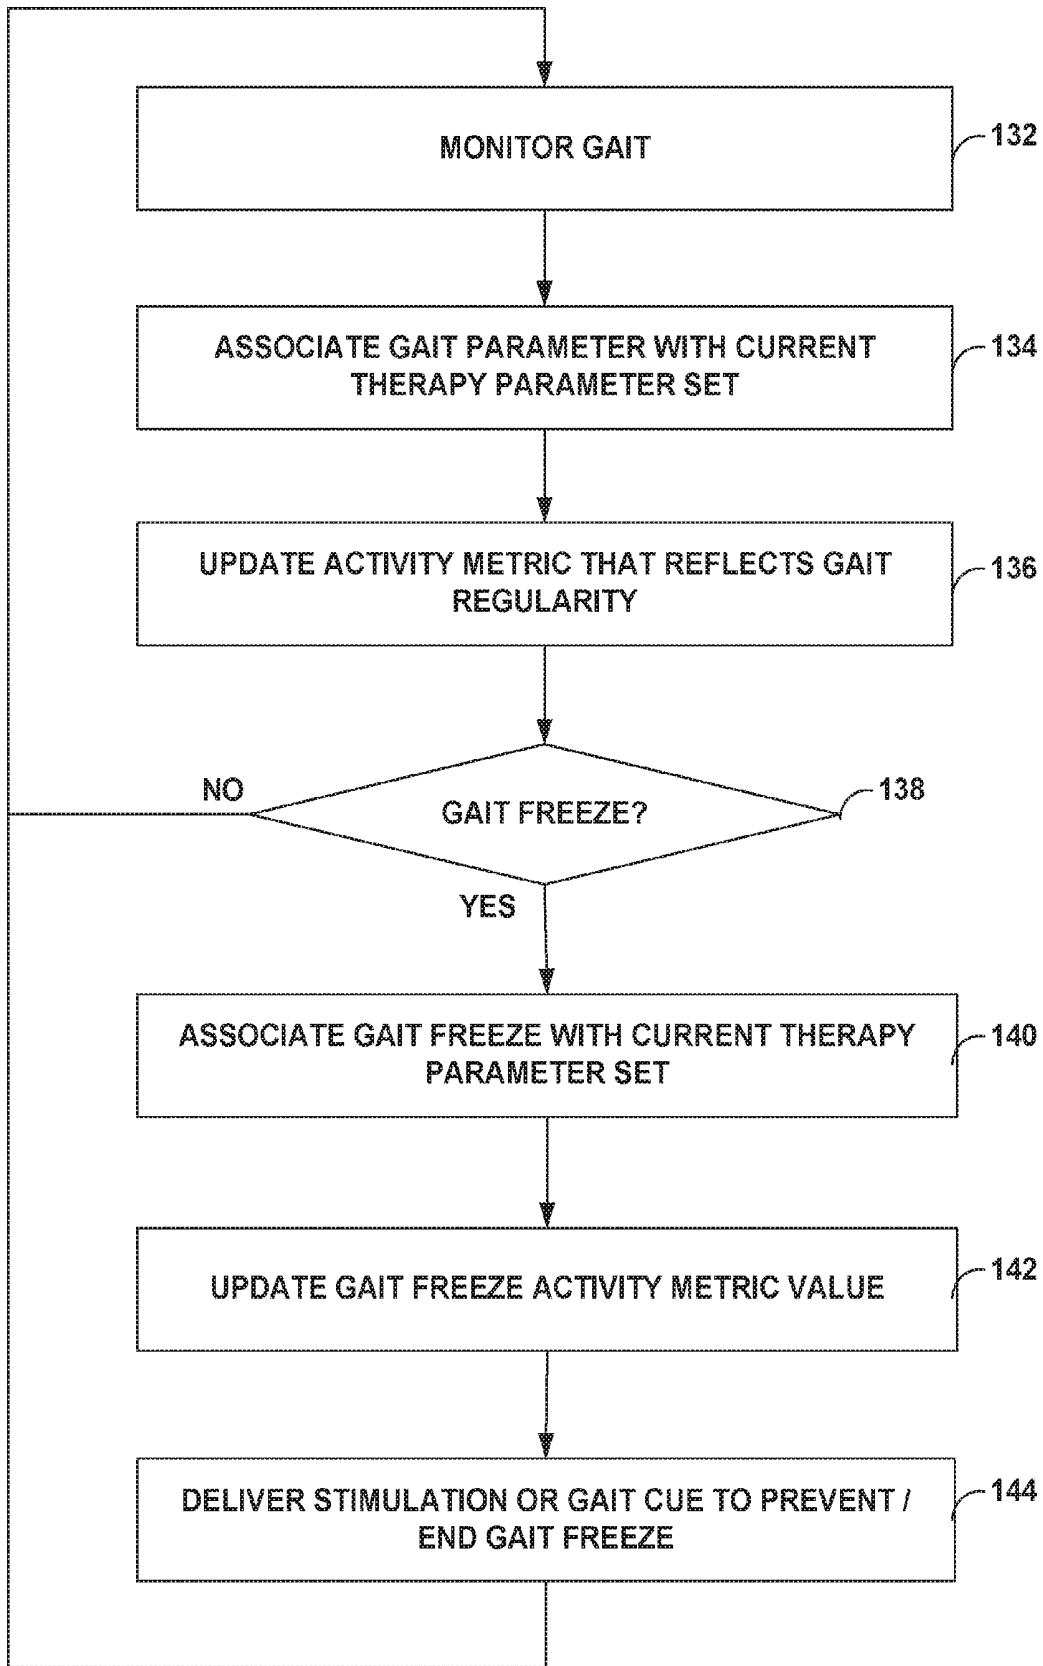 MONITOR GAIT
132
ASSOCIATE GAIT PARAMETER WITH CURRENT
THERAPY PARAMETER SET
134
UPDATE ACTIVITY METRIC THAT REFLECTS GAIT
REGULARITY
136
NO
GAIT FREEZE?
138
YES
ASSOCIATE GAIT FREEZE WITH CURRENT THERAPY
PARAMETER SET
140
UPDATE GAIT FREEZE ACTIVITY METRIC VALUE
142
DELIVER STIMULATION OR GAIT CUE TO PREVENT /
END GAIT FREEZE
144